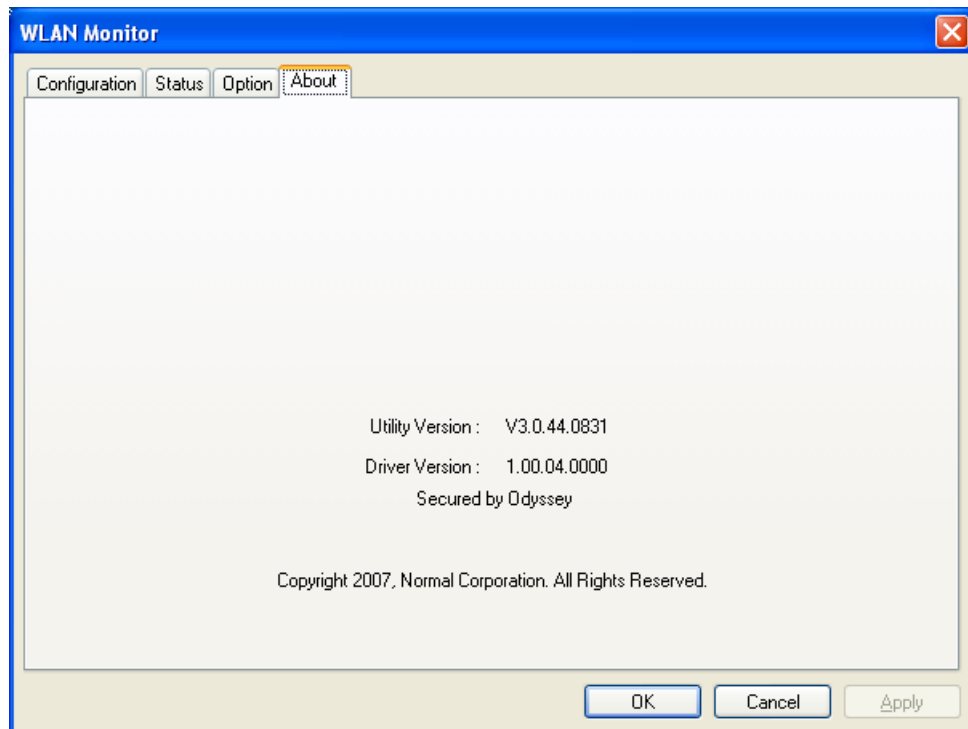 WLAN Monitor
Configuration Status Option About
Utility Version : V3.0.44.0831
Driver Version : 1.00.04.0000
Secured by Odyssey
Copyright 2007, Normal Corporation. All Rights Reserved.
OK Cancel Apply